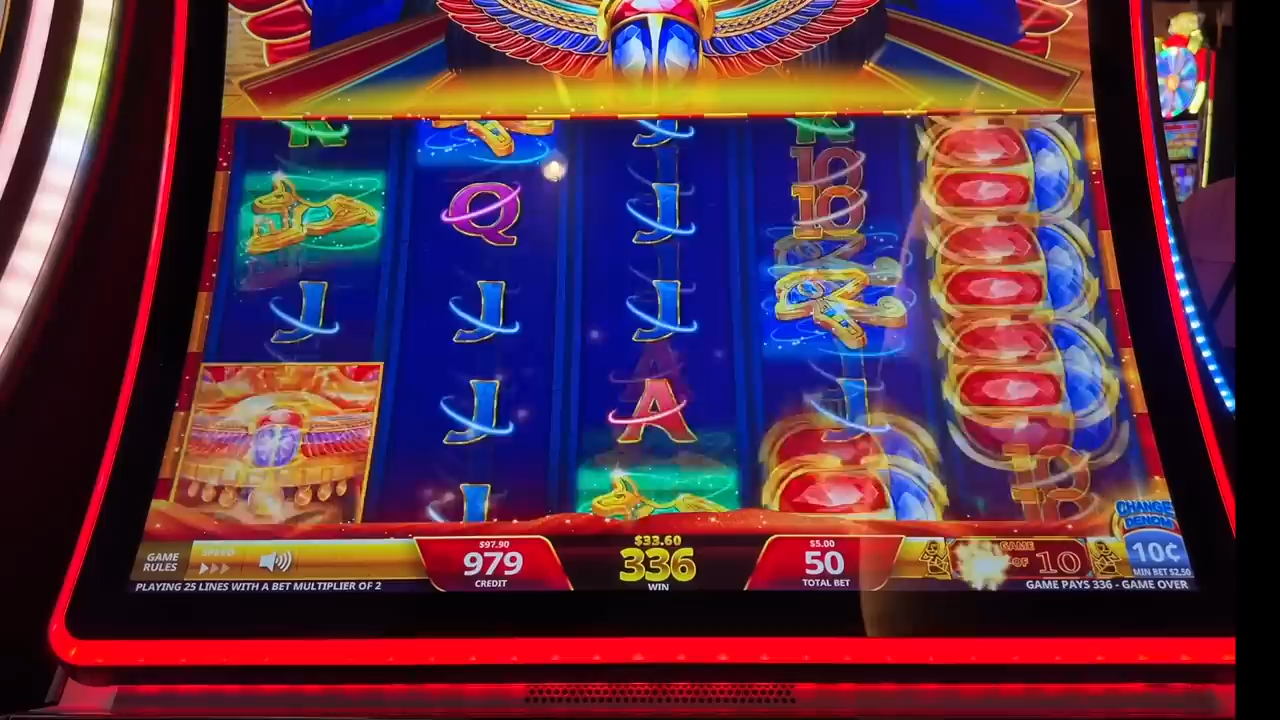 Q
J
10
10
J
J
J
J
J
A
J
10
J
CHANGE
DENOM
10¢
MIN BET $2.50
GAME
RULES
SPEED
$97.90
979
CREDIT
$33.60
336
WIN
$5.00
50
TOTAL BET
GAME
OF 10
PLAYING 25 LINES WITH A BET MULTIPLIER OF 2
GAME PAYS 336 - GAME OVER